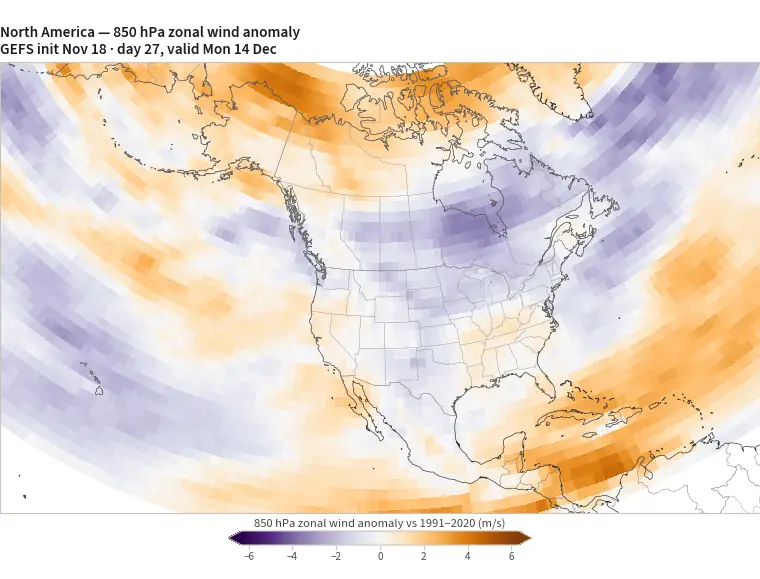 North America — 850 hPa zonal wind anomaly
GEFS init Nov 18 · day 27, valid Mon 14 Dec
850 hPa zonal wind anomaly vs 1991–2020 (m/s)
−6 −4 −2 0 2 4 6